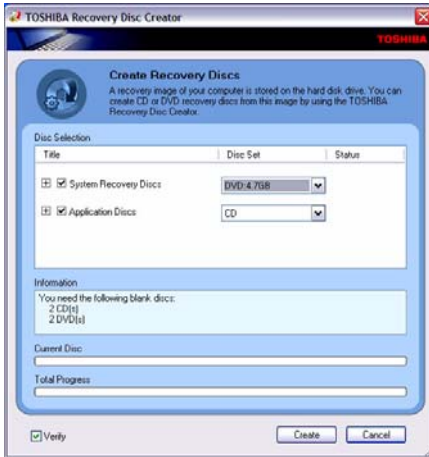 TOSHIBA Recovery Disc Creator
TOSHIBA
Create Recovery Discs
A recovery image of your computer is stored on the hard disk drive. You can
create CD or DVD recovery discs from this image by using the TOSHIBA
Recovery Disc Creator.
Disc Selection
Title Disc Set Status
System Recovery Discs DVD:4.7GB
Application Discs CD
Information
You need the following blank discs:
2 CD(s)
2 DVD(s)
Current Disc
Total Progress
Verify Create Cancel